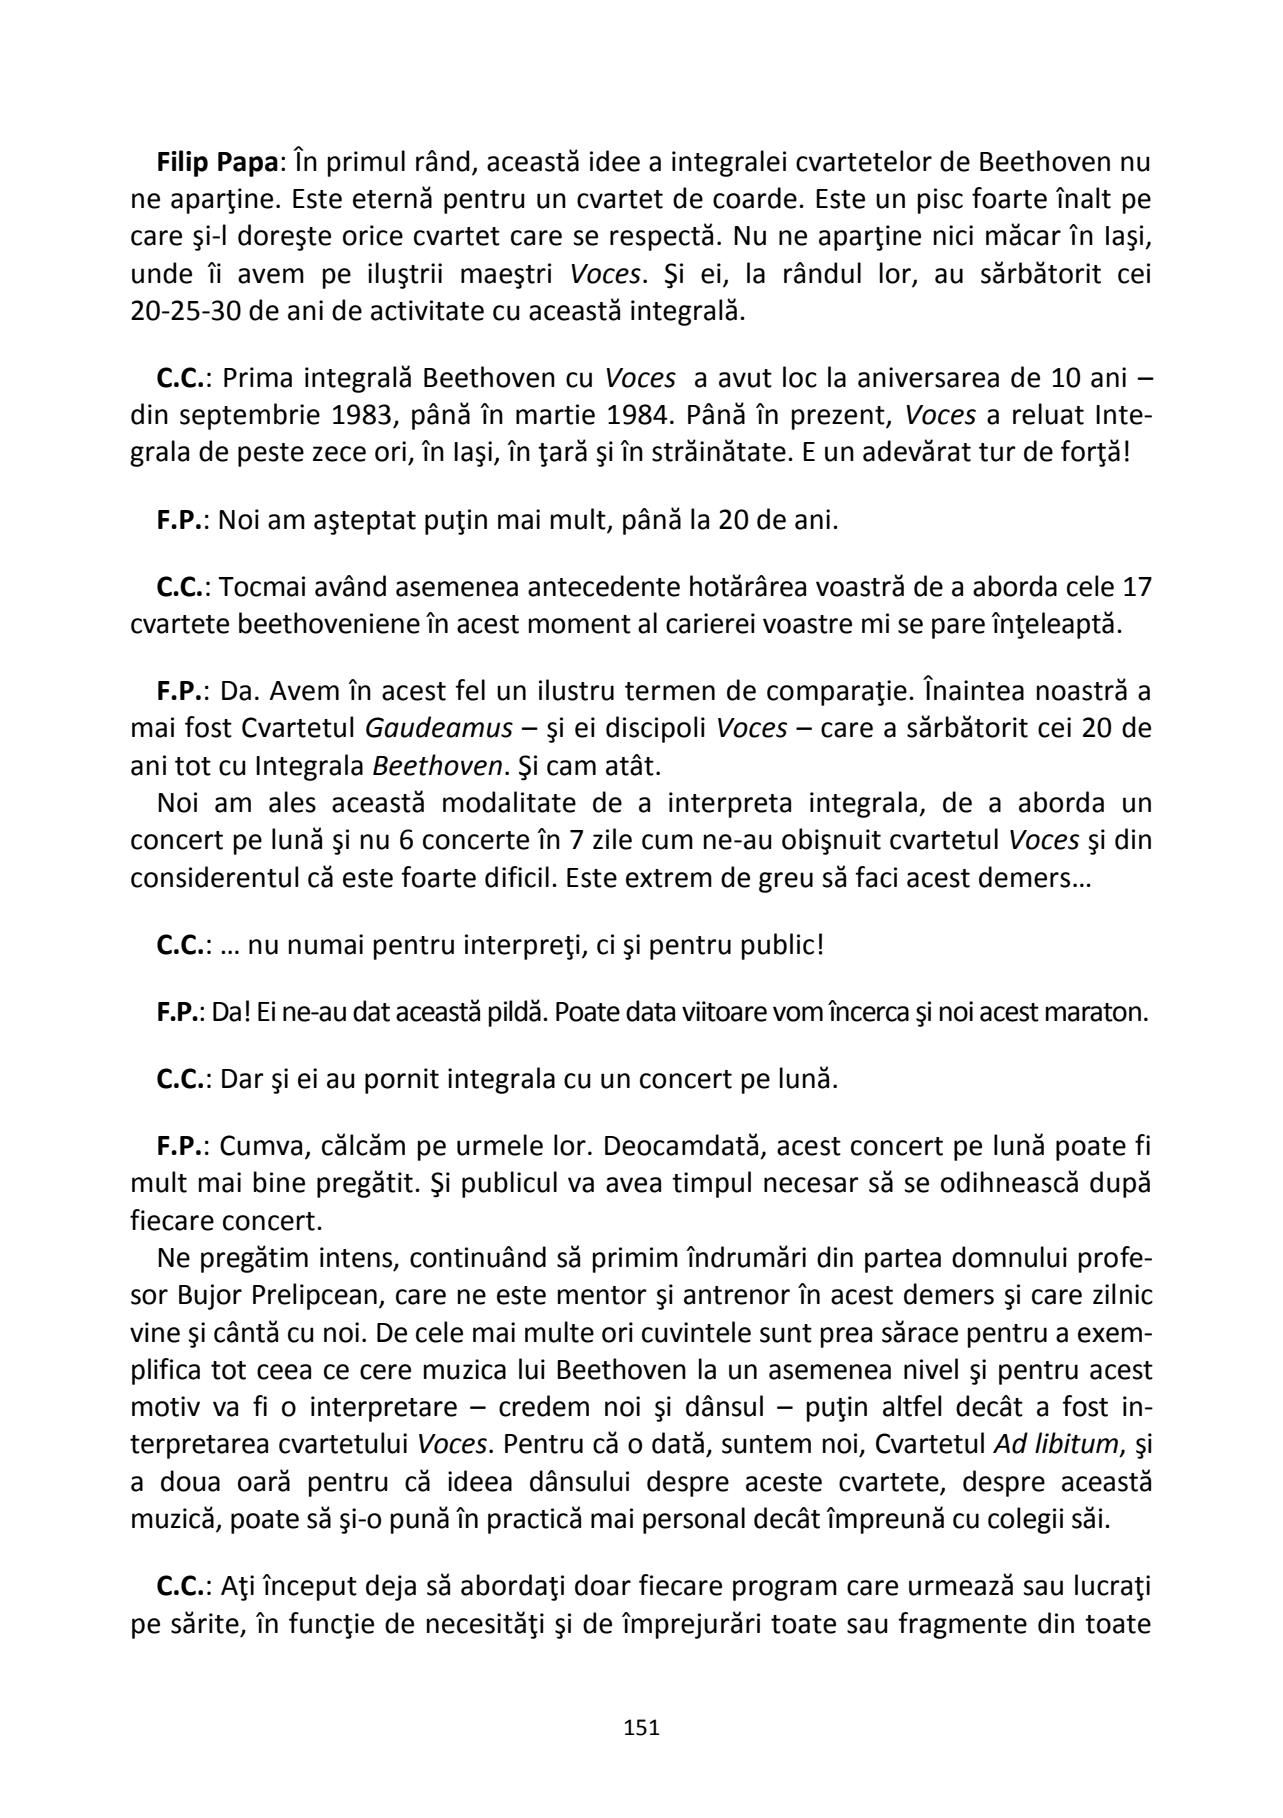 Filip Papa: În primul rând, această idee a integralei cvartetelor de Beethoven nu
ne aparţine. Este eternă pentru un cvartet de coarde. Este un pisc foarte înalt pe
care şi-l doreşte orice cvartet care se respectă. Nu ne aparţine nici măcar în Iaşi,
unde îi avem pe iluştrii maeştri Voces. Şi ei, la rândul lor, au sărbătorit cei
20-25-30 de ani de activitate cu această integrală.
C.C.: Prima integrală Beethoven cu Voces a avut loc la aniversarea de 10 ani –
din septembrie 1983, până în martie 1984. Până în prezent, Voces a reluat Inte-
grala de peste zece ori, în Iaşi, în ţară şi în străinătate. E un adevărat tur de forţă!
F.P.: Noi am aşteptat puţin mai mult, până la 20 de ani.
C.C.: Tocmai având asemenea antecedente hotărârea voastră de a aborda cele 17
cvartete beethoveniene în acest moment al carierei voastre mi se pare înţeleaptă.
F.P.: Da. Avem în acest fel un ilustru termen de comparaţie. Înaintea noastră a
mai fost Cvartetul Gaudeamus – şi ei discipoli Voces – care a sărbătorit cei 20 de
ani tot cu Integrala Beethoven. Şi cam atât.
Noi am ales această modalitate de a interpreta integrala, de a aborda un
concert pe lună şi nu 6 concerte în 7 zile cum ne-au obişnuit cvartetul Voces şi din
considerentul că este foarte dificil. Este extrem de greu să faci acest demers…
C.C.: … nu numai pentru interpreţi, ci şi pentru public!
F.P.: Da! Ei ne-au dat această pildă. Poate data viitoare vom încerca şi noi acest maraton.
C.C.: Dar şi ei au pornit integrala cu un concert pe lună.
F.P.: Cumva, călcăm pe urmele lor. Deocamdată, acest concert pe lună poate fi
mult mai bine pregătit. Şi publicul va avea timpul necesar să se odihnească după
fiecare concert.
Ne pregătim intens, continuând să primim îndrumări din partea domnului profe-
sor Bujor Prelipcean, care ne este mentor şi antrenor în acest demers şi care zilnic
vine şi cântă cu noi. De cele mai multe ori cuvintele sunt prea sărace pentru a exem-
plifica tot ceea ce cere muzica lui Beethoven la un asemenea nivel şi pentru acest
motiv va fi o interpretare – credem noi şi dânsul – puţin altfel decât a fost in-
terpretarea cvartetului Voces. Pentru că o dată, suntem noi, Cvartetul Ad libitum, şi
a doua oară pentru că ideea dânsului despre aceste cvartete, despre această
muzică, poate să şi-o pună în practică mai personal decât împreună cu colegii săi.
C.C.: Aţi început deja să abordaţi doar fiecare program care urmează sau lucraţi
pe sărite, în funcţie de necesităţi şi de împrejurări toate sau fragmente din toate
151